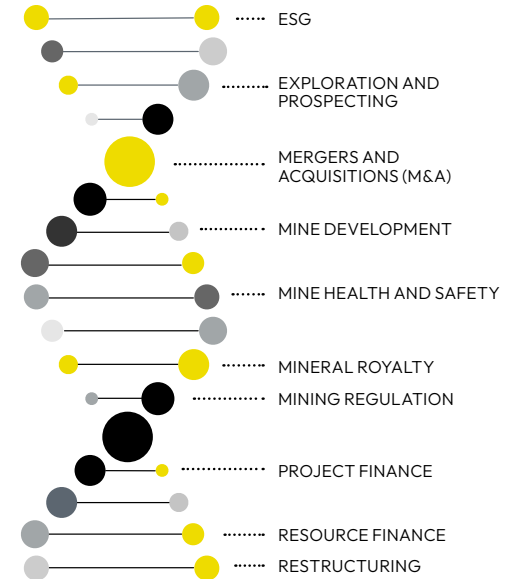 ESG
EXPLORATION AND
PROSPECTING
MERGERS AND
ACQUISITIONS (M&A)
MINE DEVELOPMENT
MINE HEALTH AND SAFETY
MINERAL ROYALTY
MINING REGULATION
PROJECT FINANCE
RESOURCE FINANCE
RESTRUCTURING